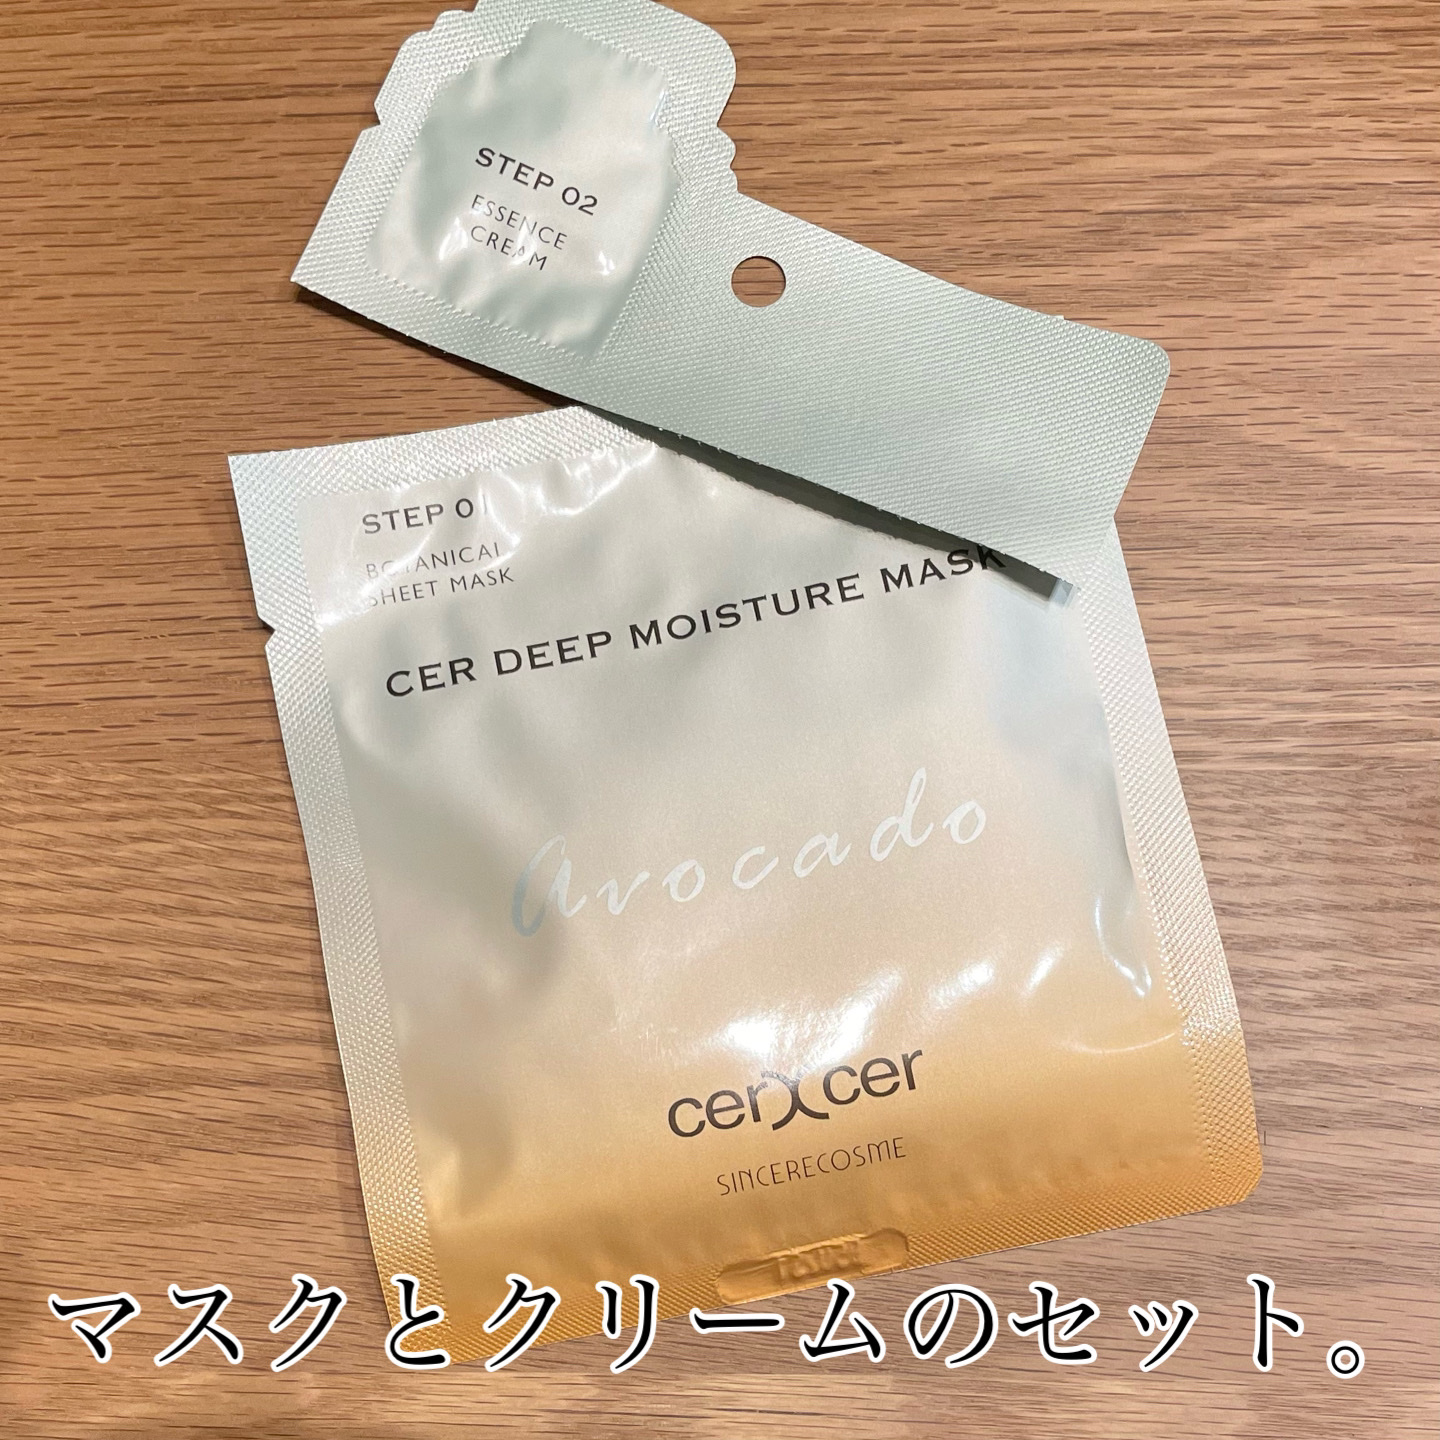 STEP 02
ESSENCE
CREAM
STEP 01
BOTANICAL
SHEET MASK
CER DEEP MOISTURE MASK
avocado
cerXcer
SINCERECOSME
マスクとクリームのセット。